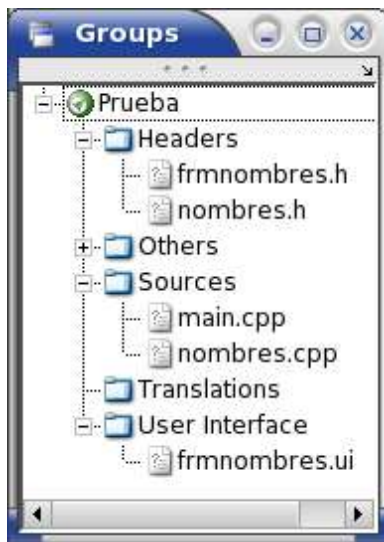 Groups
Prueba
Headers
frmnombres.h
nombres.h
Others
Sources
main.cpp
nombres.cpp
Translations
User Interface
frmnombres.ui